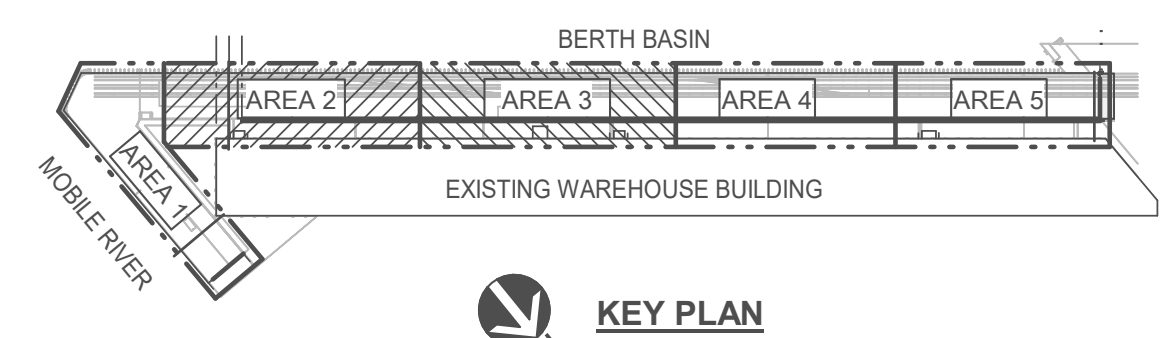 BERTH BASIN
AREA 2
AREA 3
AREA 4
AREA 5
AREA 1
MOBILE RIVER
EXISTING WAREHOUSE BUILDING
KEY PLAN